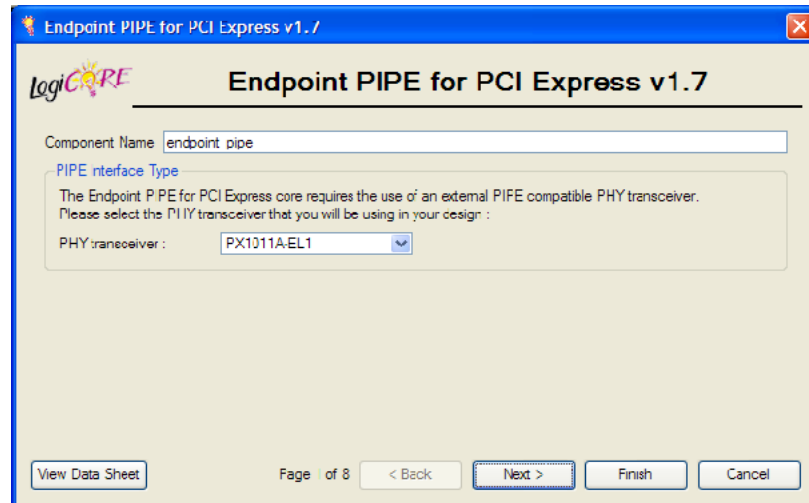 Endpoint PIPE for PCI Express v1.7
LogiCORE
Endpoint PIPE for PCI Express v1.7
Component Name endpoint_pipe
PIPE Interface Type
The Endpoint PIPE for PCI Express core requires the use of an external PIPE compatible PHY transceiver.
Please select the PHY transceiver that you will be using in your design :
PHY transceiver : PX1011A-EL1
View Data Sheet Page of 8 < Back Next > Finish Cancel